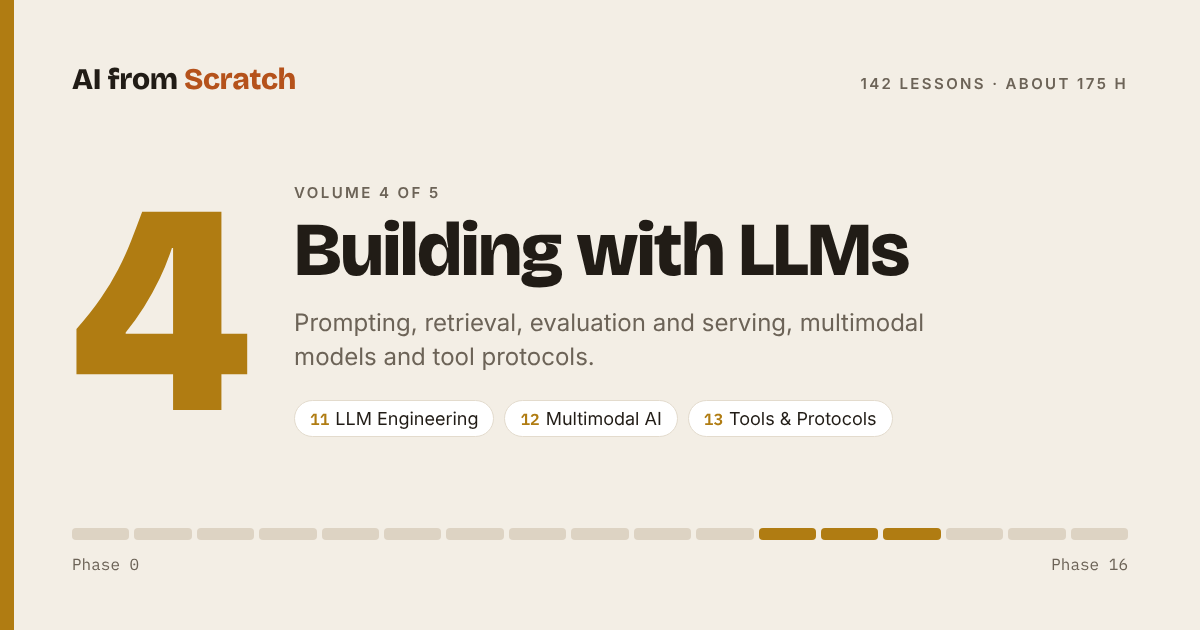 AI from Scratch
142 LESSONS · ABOUT 175 H
4
VOLUME 4 OF 5
Building with LLMs
Prompting, retrieval, evaluation and serving, multimodal
models and tool protocols.
11 LLM Engineering
12 Multimodal AI
13 Tools & Protocols
Phase 0
Phase 16